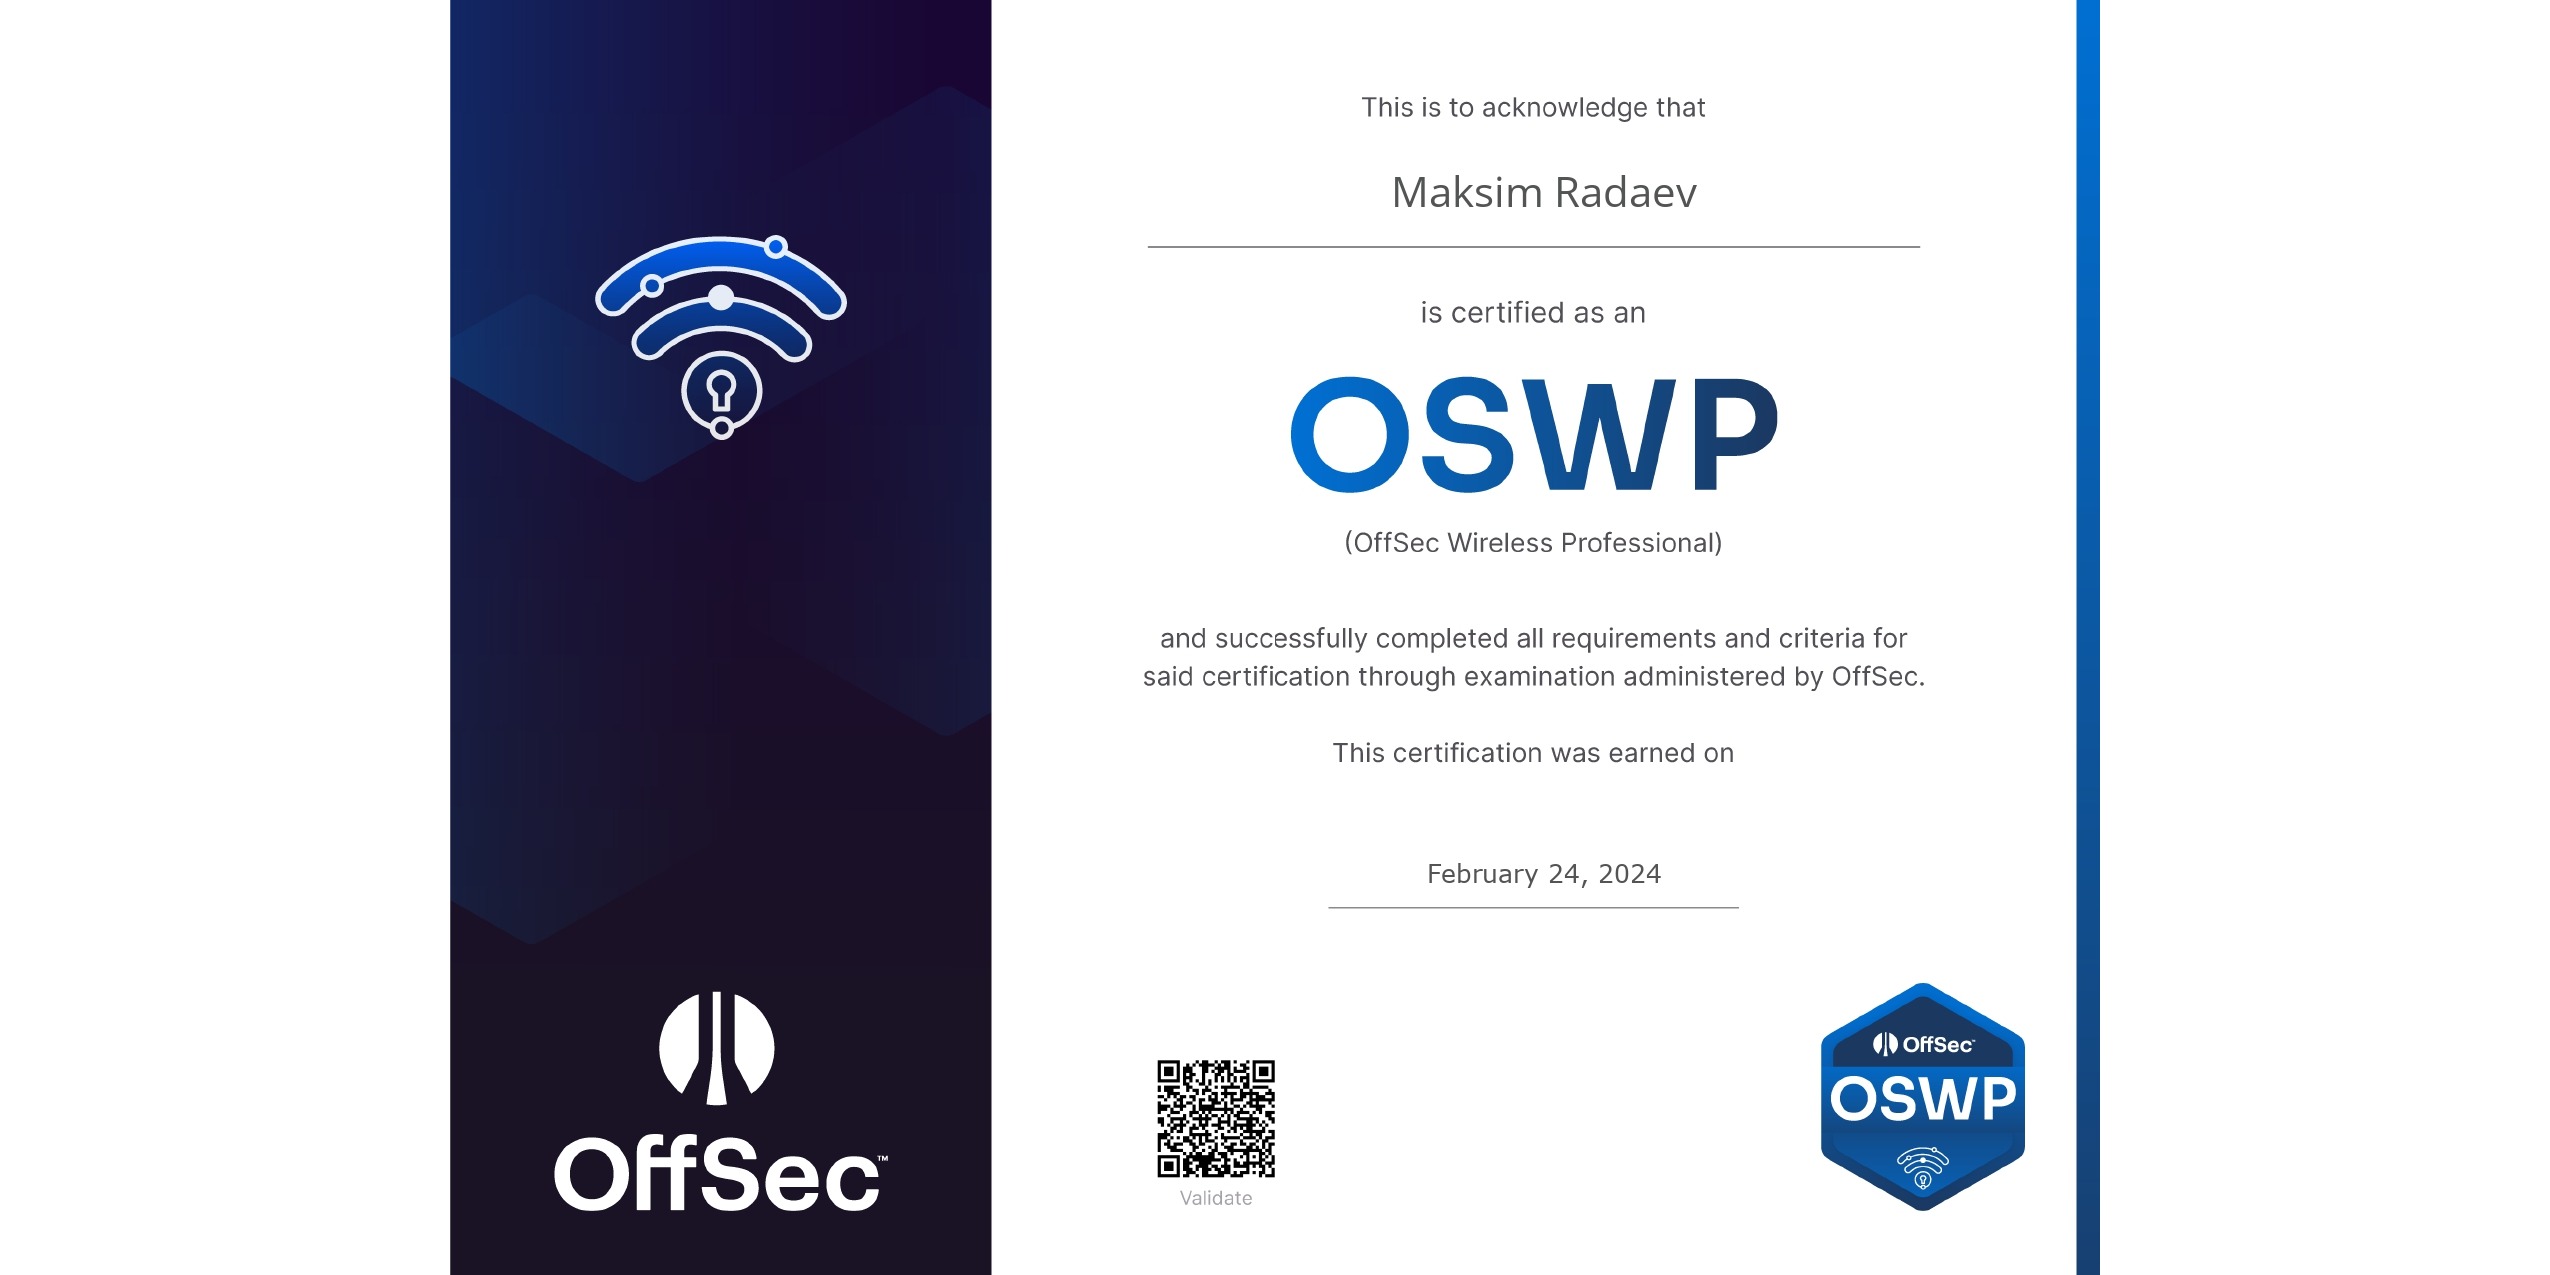 This is to acknowledge that
Maksim Radaev
is certified as an
OSWP
(OffSec Wireless Professional)
and successfully completed all requirements and criteria for
said certification through examination administered by OffSec.
This certification was earned on
February 24, 2024
OffSec™
Validate
OffSec™
OSWP